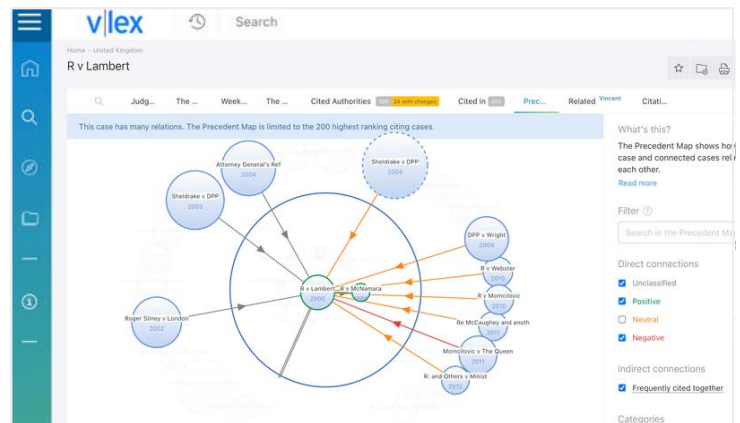 v|lex
Search
Home - United Kingdom
R v Lambert
Judg...
The ...
Week...
The ...
Cited Authorities
24 with changes
Cited in
Prec...
Related Vincent
Citati...
This case has many relations. The Precedent Map is limited to the 200 highest ranking citing cases.
What's this?
The Precedent Map shows how
case and connected cases rel
each other.
Read more
Filter
Search in the Precedent Ma
Direct connections
Unclassified
Positive
Neutral
Negative
Indirect connections
Frequently cited together
Categories
Attorney General's Ref
2004
Sheldrake v DPP
2004
Sheldrake v DPP
2003
DPP v Wright
2009
R v Webster
2010
R v Lambert
2000
R v McNamara
R v Momcilovic
2010
Roger Sliney v London
2002
Re McCaughey and anoth
2011
Momcilovic v The Queen
2011
R: and Others v Minist
2012